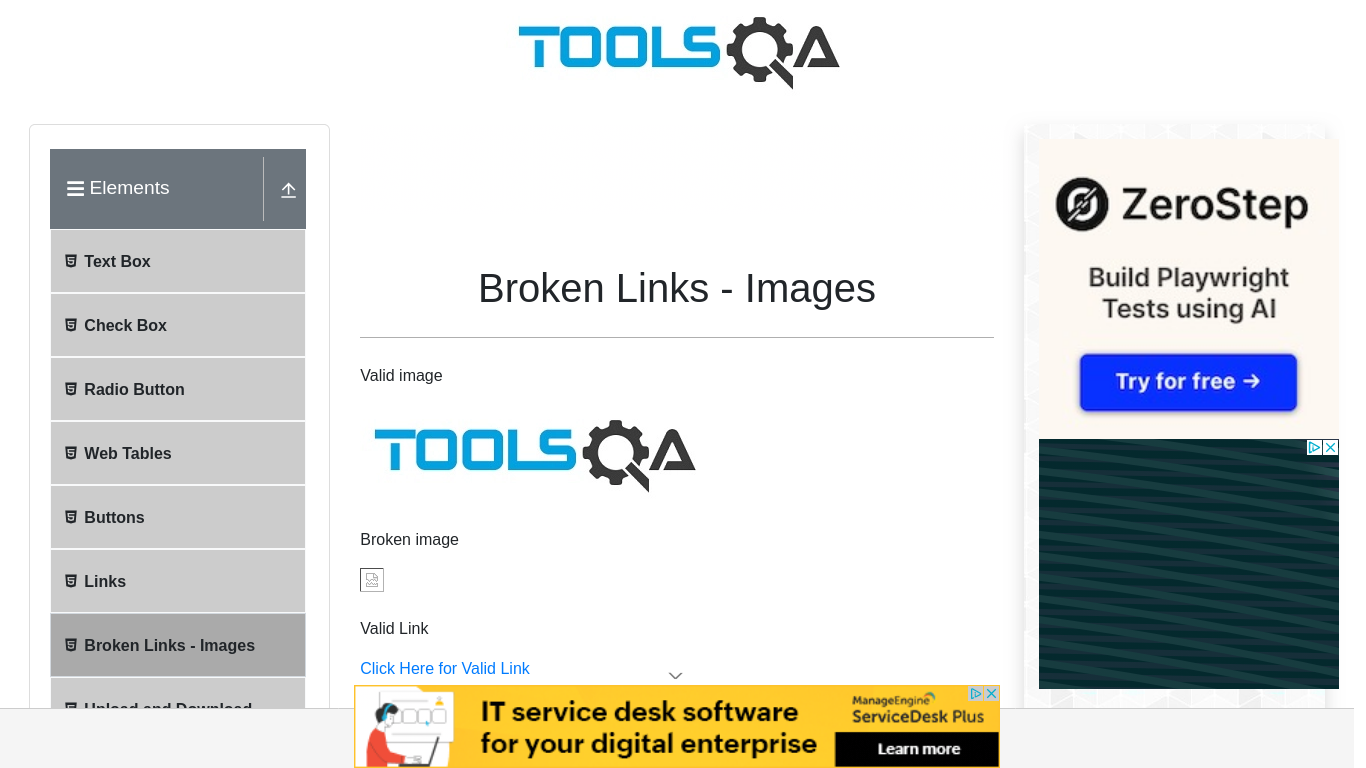 TOOLSQA
Elements
Text Box
Check Box
Radio Button
Web Tables
Buttons
Links
Broken Links - Images
Upload and Download
Broken Links - Images
Valid image
TOOLSQA
Broken image
Valid Link
Click Here for Valid Link
ZeroStep
Build Playwright
Tests using AI
Try for free →
IT service desk software
for your digital enterprise
ManageEngine
ServiceDesk Plus
Learn more